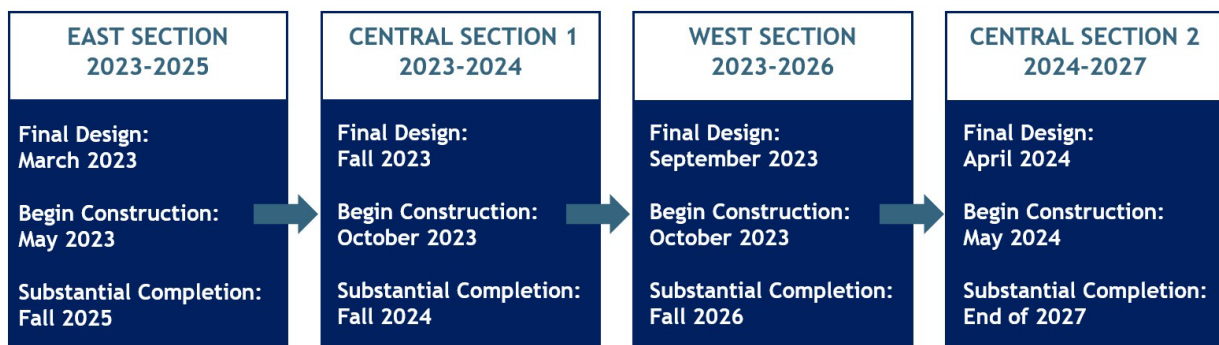 EAST SECTION
2023-2025
Final Design:
March 2023
Begin Construction:
May 2023
Substantial Completion:
Fall 2025
CENTRAL SECTION 1
2023-2024
Final Design:
Fall 2023
Begin Construction:
October 2023
Substantial Completion:
Fall 2024
WEST SECTION
2023-2026
Final Design:
September 2023
Begin Construction:
October 2023
Substantial Completion:
Fall 2026
CENTRAL SECTION 2
2024-2027
Final Design:
April 2024
Begin Construction:
May 2024
Substantial Completion:
End of 2027